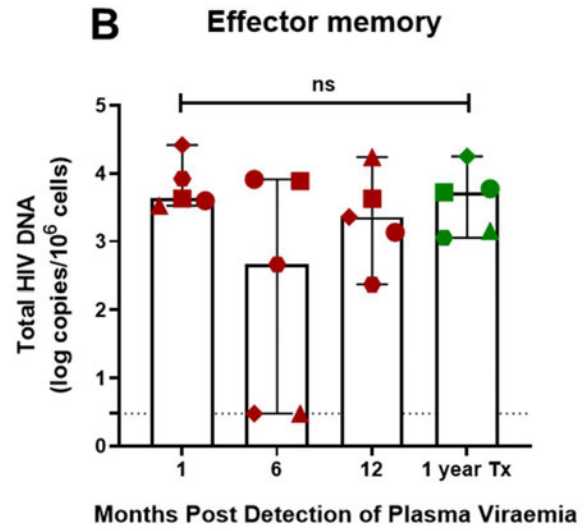 B Effector memory
ns
Total HIV DNA
(log copies/10⁶ cells)
5
4
3
2
1
0
1 6 12 1 year Tx
Months Post Detection of Plasma Viraemia